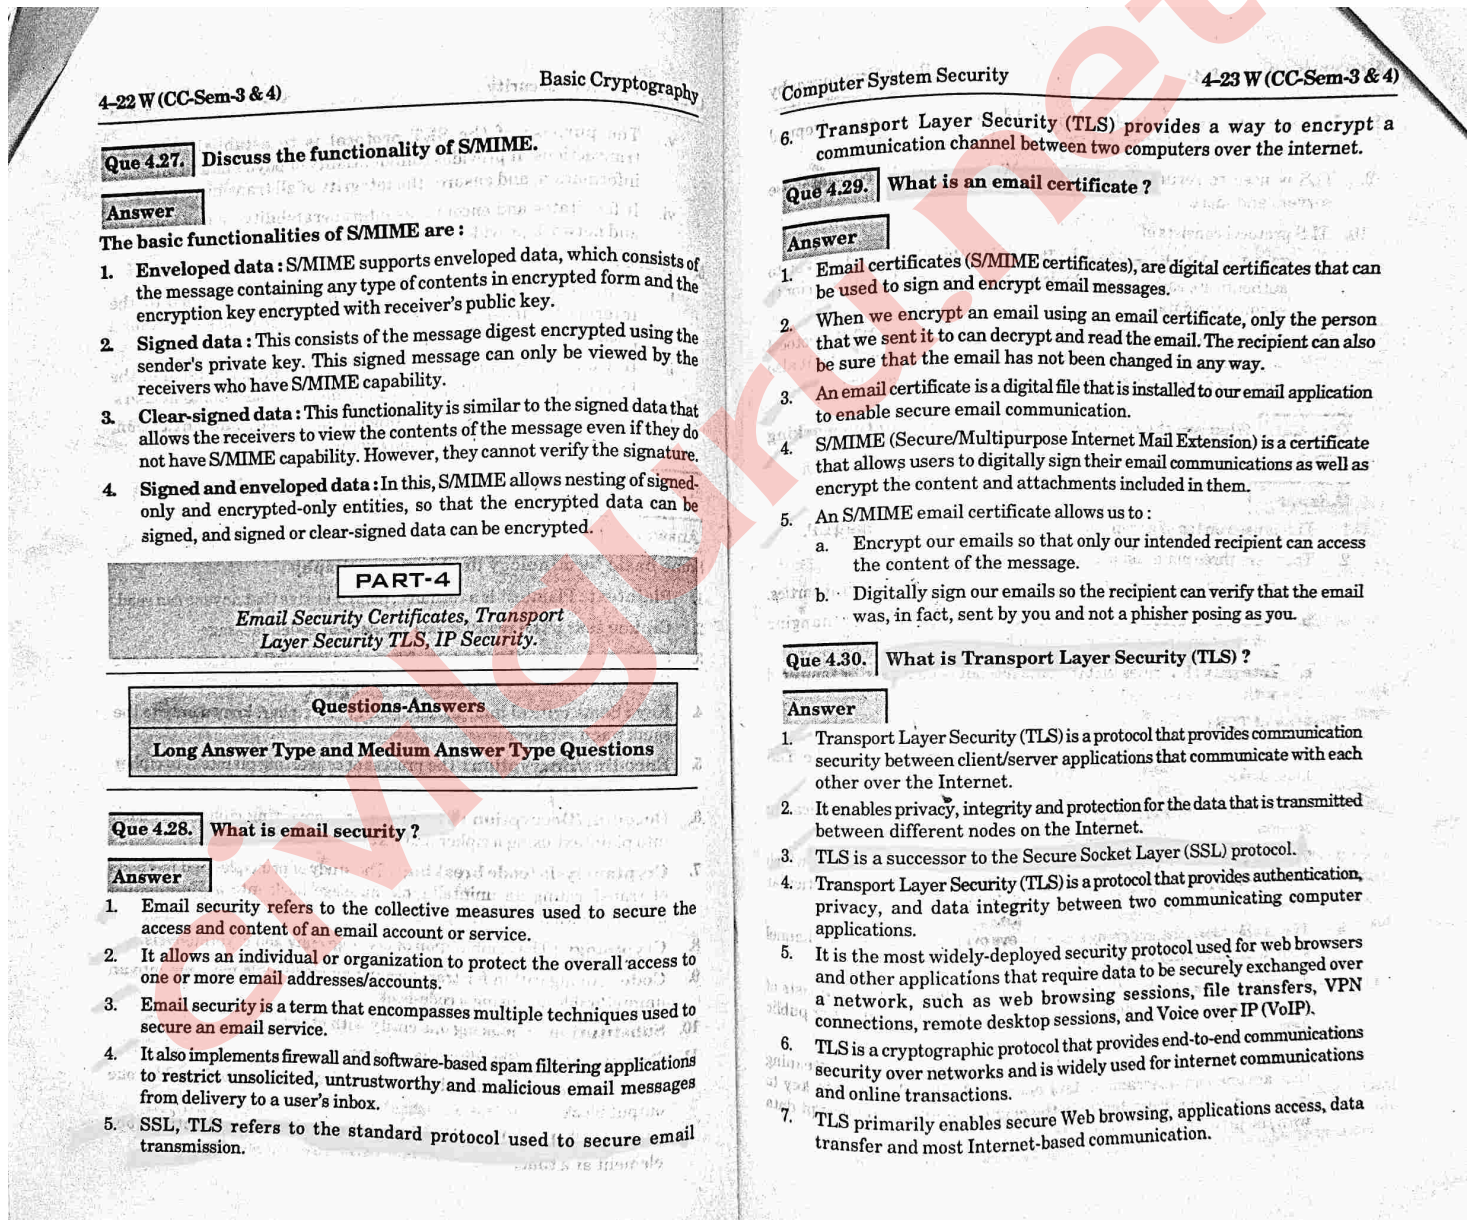 4–22 W (CC-Sem-3 & 4)
Basic Cryptography
Que 4.27. Discuss the functionality of S/MIME.
Answer
The basic functionalities of S/MIME are :
1. Enveloped data : S/MIME supports enveloped data, which consists of
the message containing any type of contents in encrypted form and the
encryption key encrypted with receiver's public key.
2. Signed data : This consists of the message digest encrypted using the
sender's private key. This signed message can only be viewed by the
receivers who have S/MIME capability.
3. Clear-signed data : This functionality is similar to the signed data that
allows the receivers to view the contents of the message even if they do
not have S/MIME capability. However, they cannot verify the signature.
4. Signed and enveloped data : In this, S/MIME allows nesting of signed-
only and encrypted-only entities, so that the encrypted data can be
signed, and signed or clear-signed data can be encrypted.
PART-4
Email Security Certificates, Transport
Layer Security TLS, IP Security.
Questions-Answers
Long Answer Type and Medium Answer Type Questions
Que 4.28. What is email security ?
Answer
1. Email security refers to the collective measures used to secure the
access and content of an email account or service.
2. It allows an individual or organization to protect the overall access to
one or more email addresses/accounts.
3. Email security is a term that encompasses multiple techniques used to
secure an email service.
4. It also implements firewall and software-based spam filtering applications
to restrict unsolicited, untrustworthy and malicious email messages
from delivery to a user's inbox.
5. SSL, TLS refers to the standard protocol used to secure email
transmission.
Computer System Security
4–23 W (CC-Sem-3 & 4)
6. Transport Layer Security (TLS) provides a way to encrypt a
communication channel between two computers over the internet.
Que 4.29. What is an email certificate ?
Answer
1. Email certificates (S/MIME certificates), are digital certificates that can
be used to sign and encrypt email messages.
2. When we encrypt an email using an email certificate, only the person
that we sent it to can decrypt and read the email. The recipient can also
be sure that the email has not been changed in any way.
3. An email certificate is a digital file that is installed to our email application
to enable secure email communication.
4. S/MIME (Secure/Multipurpose Internet Mail Extension) is a certificate
that allows users to digitally sign their email communications as well as
encrypt the content and attachments included in them.
5. An S/MIME email certificate allows us to :
a. Encrypt our emails so that only our intended recipient can access
the content of the message.
b. Digitally sign our emails so the recipient can verify that the email
was, in fact, sent by you and not a phisher posing as you.
Que 4.30. What is Transport Layer Security (TLS) ?
Answer
1. Transport Layer Security (TLS) is a protocol that provides communication
security between client/server applications that communicate with each
other over the Internet.
2. It enables privacy, integrity and protection for the data that is transmitted
between different nodes on the Internet.
3. TLS is a successor to the Secure Socket Layer (SSL) protocol.
4. Transport Layer Security (TLS) is a protocol that provides authentication,
privacy, and data integrity between two communicating computer
applications.
5. It is the most widely-deployed security protocol used for web browsers
and other applications that require data to be securely exchanged over
a network, such as web browsing sessions, file transfers, VPN
connections, remote desktop sessions, and Voice over IP (VoIP).
6. TLS is a cryptographic protocol that provides end-to-end communications
security over networks and is widely used for internet communications
and online transactions.
7. TLS primarily enables secure Web browsing, applications access, data
transfer and most Internet-based communication.
civilguru.net